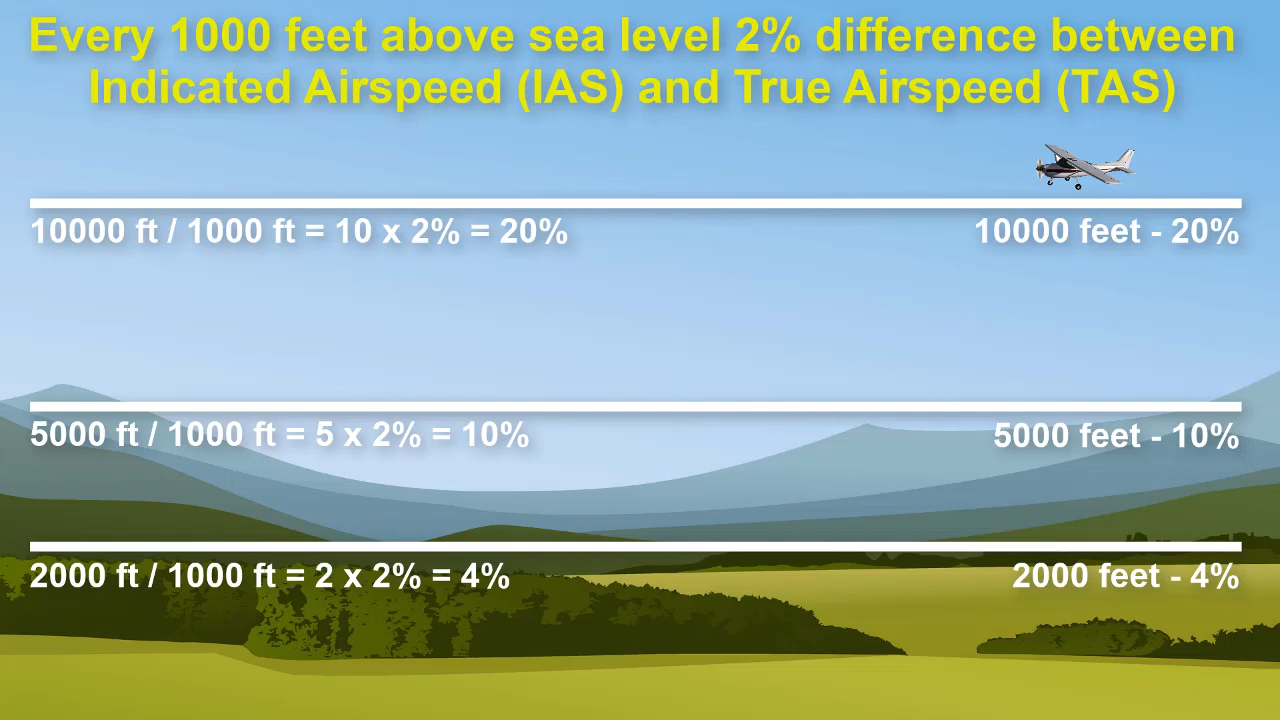 Every 1000 feet above sea level 2% difference between
Indicated Airspeed (IAS) and True Airspeed (TAS)
10000 ft / 1000 ft = 10 x 2% = 20%
10000 feet - 20%
5000 ft / 1000 ft = 5 x 2% = 10%
5000 feet - 10%
2000 ft / 1000 ft = 2 x 2% = 4%
2000 feet - 4%